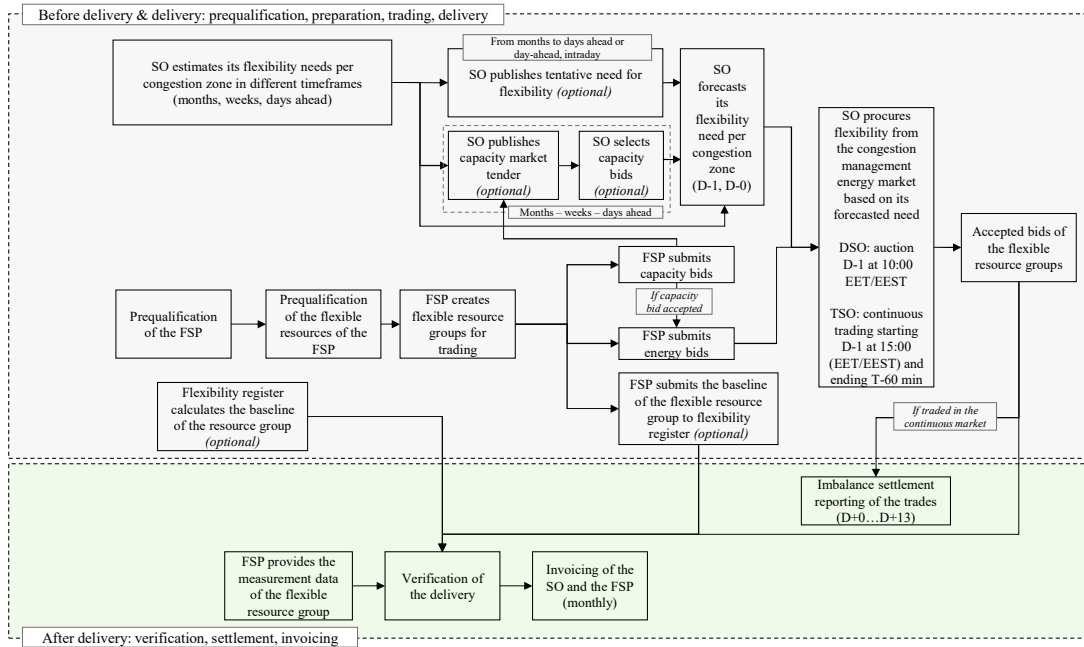 Before delivery & delivery: prequalification, preparation, trading, delivery
SO estimates its flexibility needs per
congestion zone in different timeframes
(months, weeks, days ahead)
From months to days ahead or
day-ahead, intraday
SO publishes tentative need for
flexibility (optional)
SO
forecasts
its
flexibility
need per
congestion
zone
(D-1, D-0)
SO publishes
capacity market
tender
(optional)
SO selects
capacity
bids
(optional)
Months – weeks – days ahead
SO procures
flexibility from
the congestion
management
energy market
based on its
forecasted need
DSO: auction
D-1 at 10:00
EET/EEST
TSO: continuous
trading starting
D-1 at 15:00
(EET/EEST) and
ending T-60 min
Accepted bids of
the flexible
resource groups
FSP submits
capacity bids
If capacity
bid accepted
FSP submits
energy bids
Prequalification
of the FSP
Prequalification
of the flexible
resources of the
FSP
FSP creates
flexible resource
groups for
trading
Flexibility register
calculates the baseline
of the resource group
(optional)
FSP submits the baseline
of the flexible resource
group to flexibility
register (optional)
If traded in the
continuous market
Imbalance settlement
reporting of the trades
(D+0…D+13)
FSP provides the
measurement data
of the flexible
resource group
Verification of
the delivery
Invoicing of the
SO and the FSP
(monthly)
After delivery: verification, settlement, invoicing